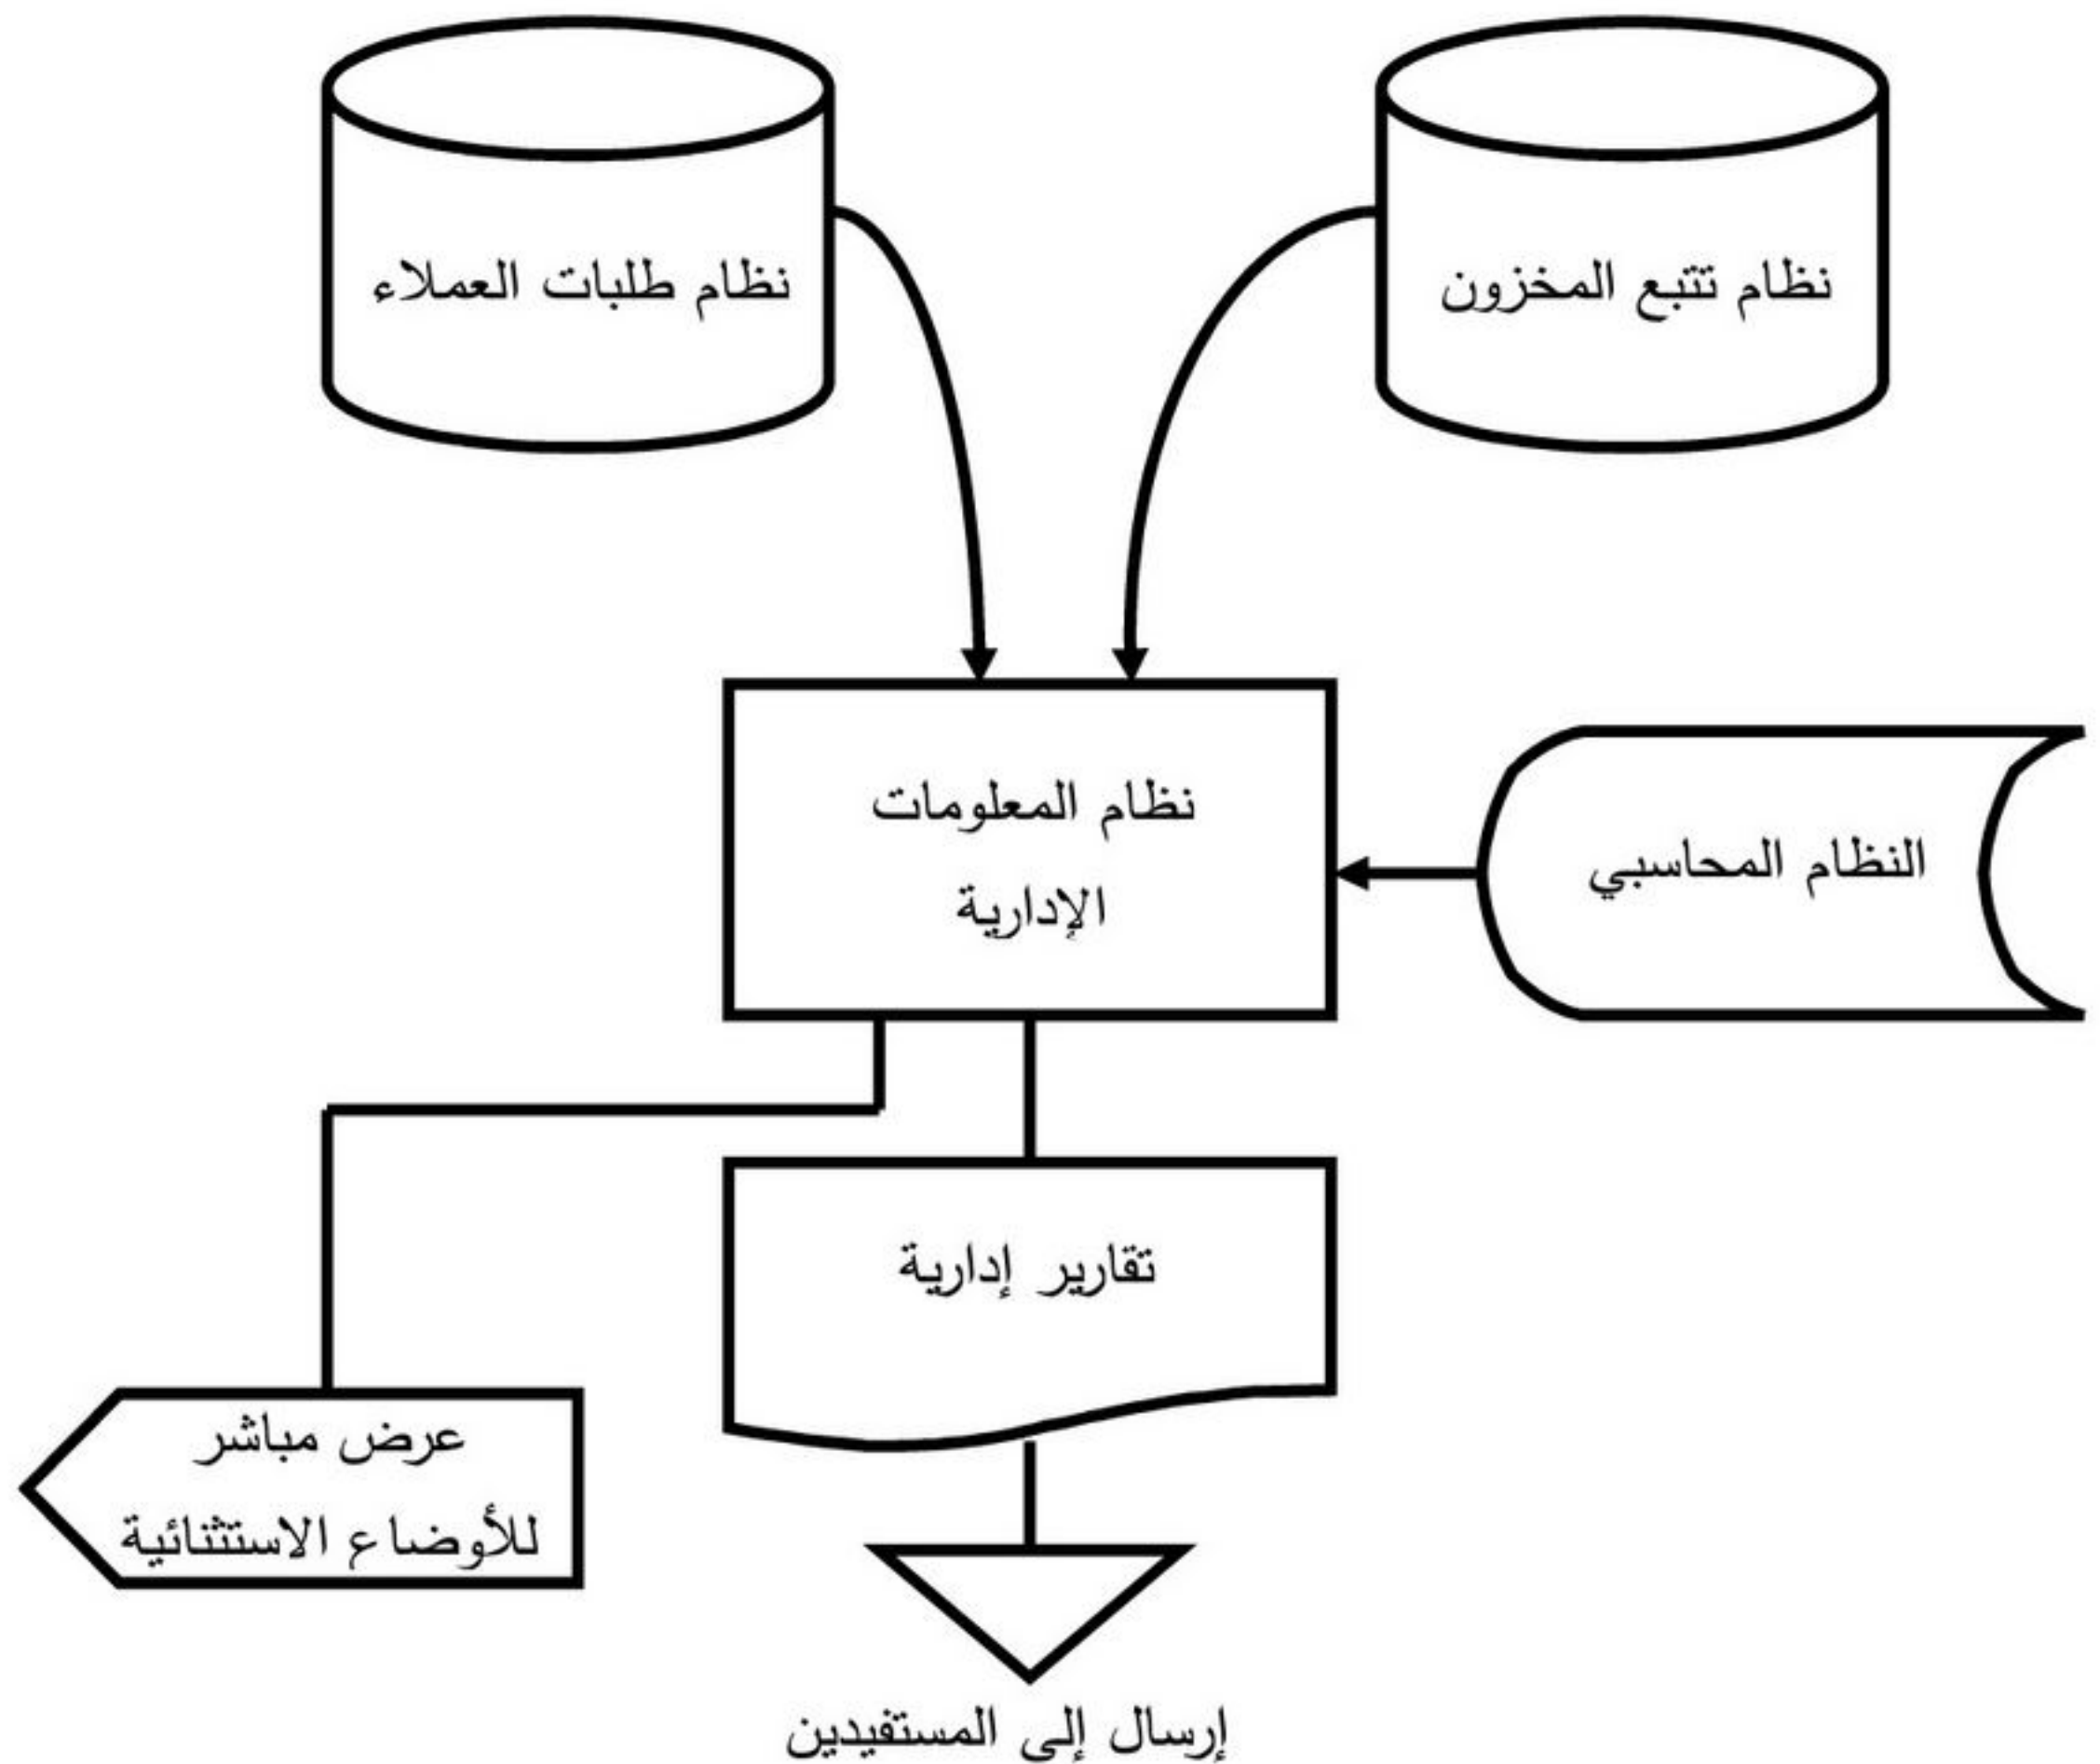 نظام تتبع المخزون
نظام طلبات العملاء
نظام المعلومات
الإدارية
النظام المحاسبي
تقارير إدارية
عرض مباشر
للأوضاع الاستثنائية
إرسال إلى المستفيدين